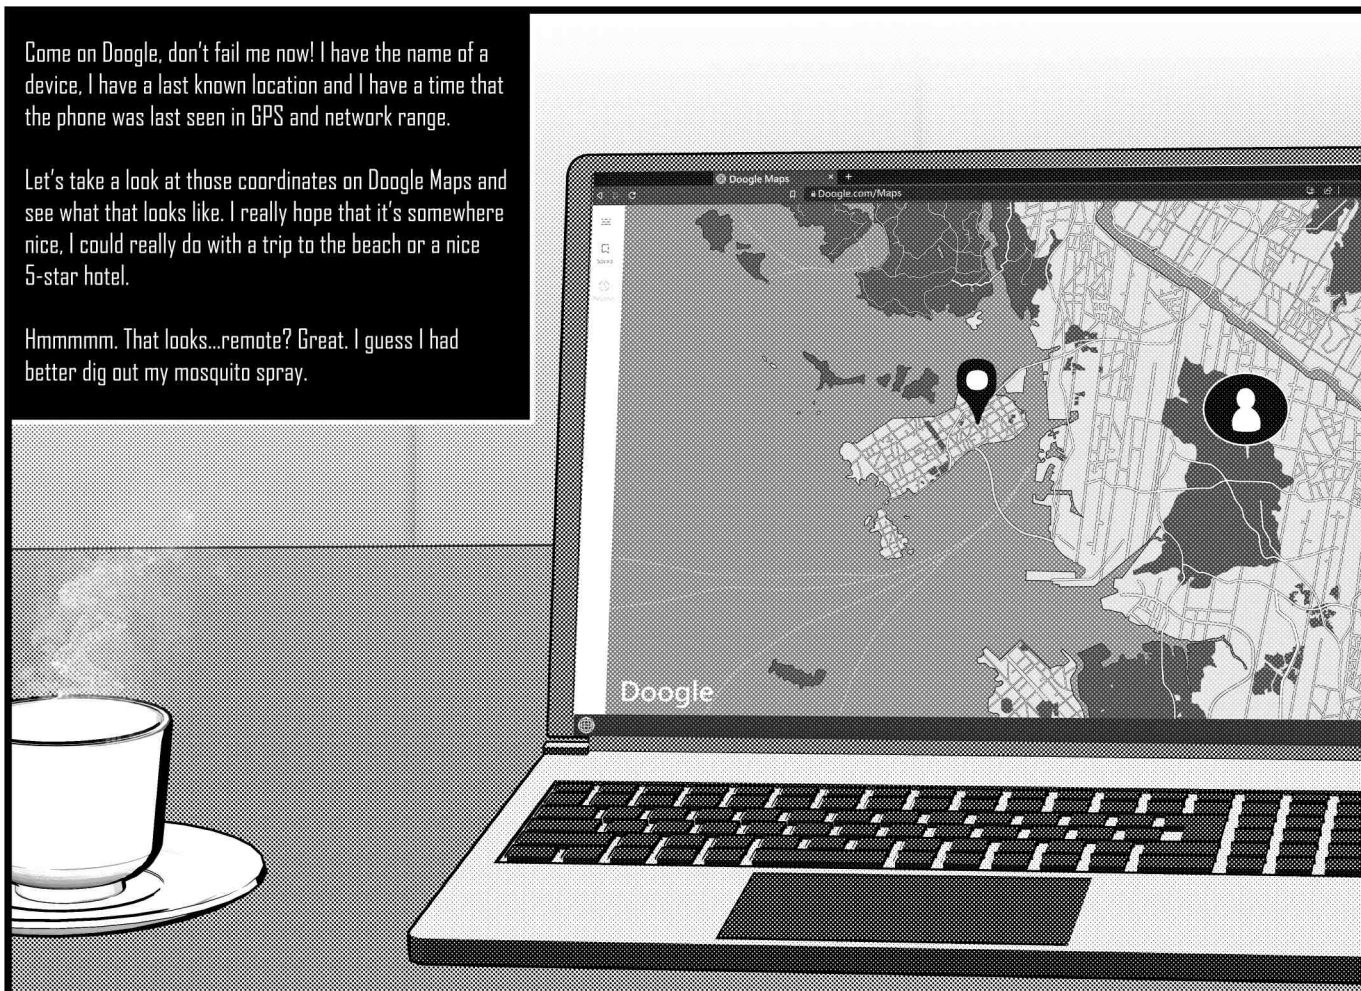 Come on Doogle, don't fail me now! I have the name of a
device, I have a last known location and I have a time that
the phone was last seen in GPS and network range.
Let's take a look at those coordinates on Doogle Maps and
see what that looks like. I really hope that it's somewhere
nice, I could really do with a trip to the beach or a nice
5-star hotel.
Hmmmmm. That looks...remote? Great. I guess I had
better dig out my mosquito spray.
Doogle Maps
Doogle.com/Maps
Doogle